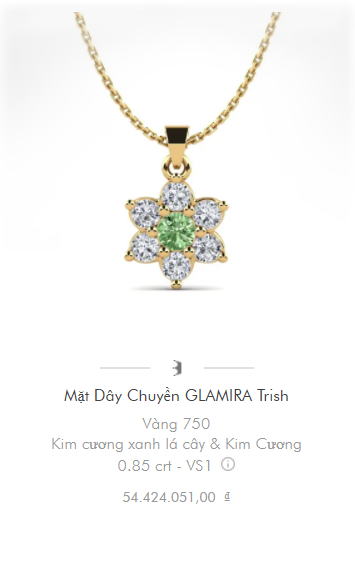 Mặt Dây Chuyền GLAMIRA Trish
Vàng 750
Kim cương xanh lá cây & Kim Cương
0.85 crt - VS1
54.424.051,00 ₫